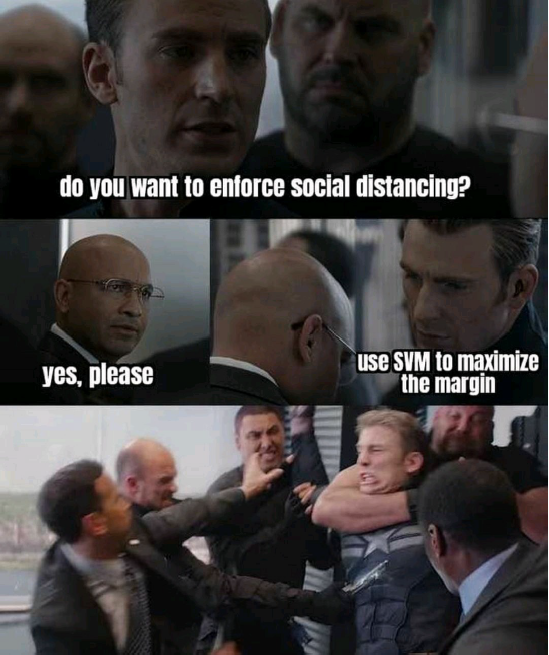 do you want to enforce social distancing?
yes, please
use SVM to maximize
the margin